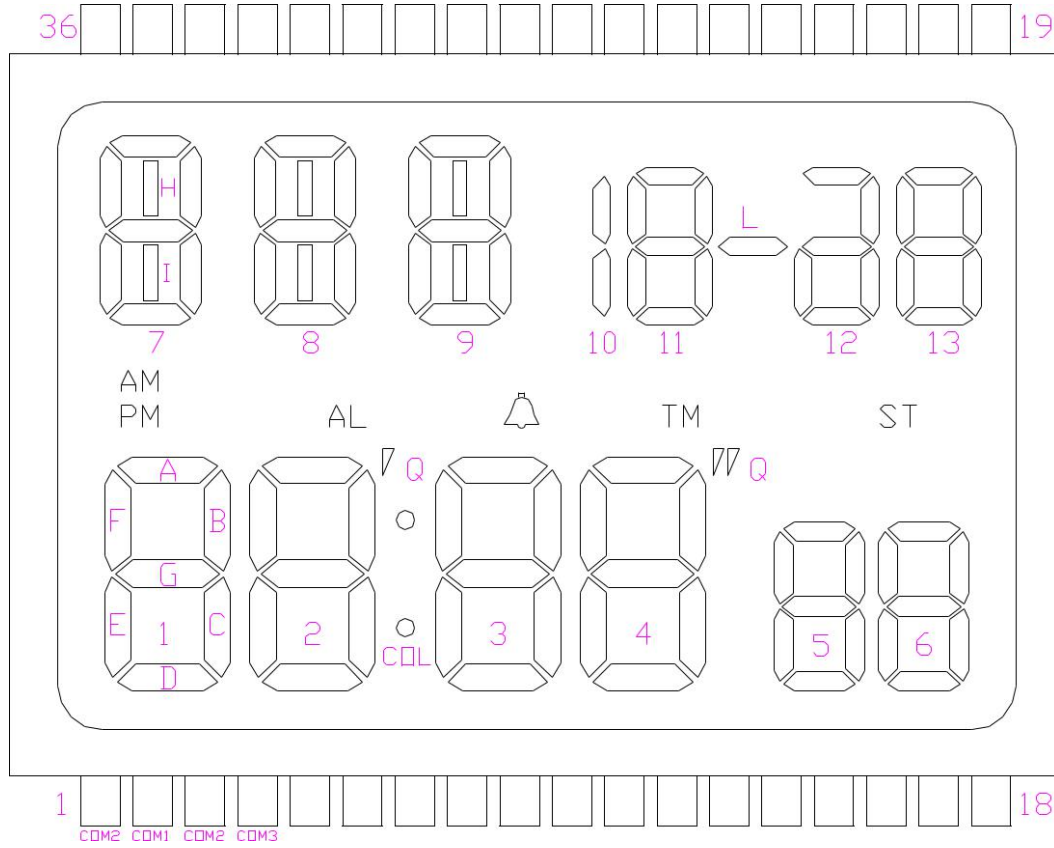 36 19
H L
I
7 8 9 10 11 12 13
AM
PM AL TM ST
A Q Q
F B
G
E 1 C 2 3 4 5 6
COL
D
1 18
COM2 COM1 COM2 COM3